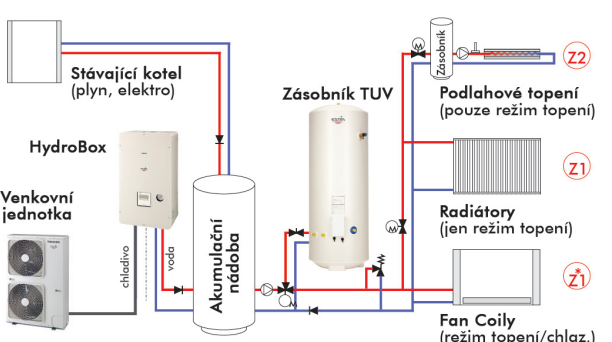 Stávající kotel
(plyn, elektro)
HydroBox
Venkovní
jednotka
chladivo
voda
Akumulační
nádoba
Zásobník TUV
M
M
M
Zásobník
Z2
Podlahové topení
(pouze režim topení)
Z1
Radiátory
(jen režim topení)
Z1*
Fan Coily
(režim topení/chlaz.)